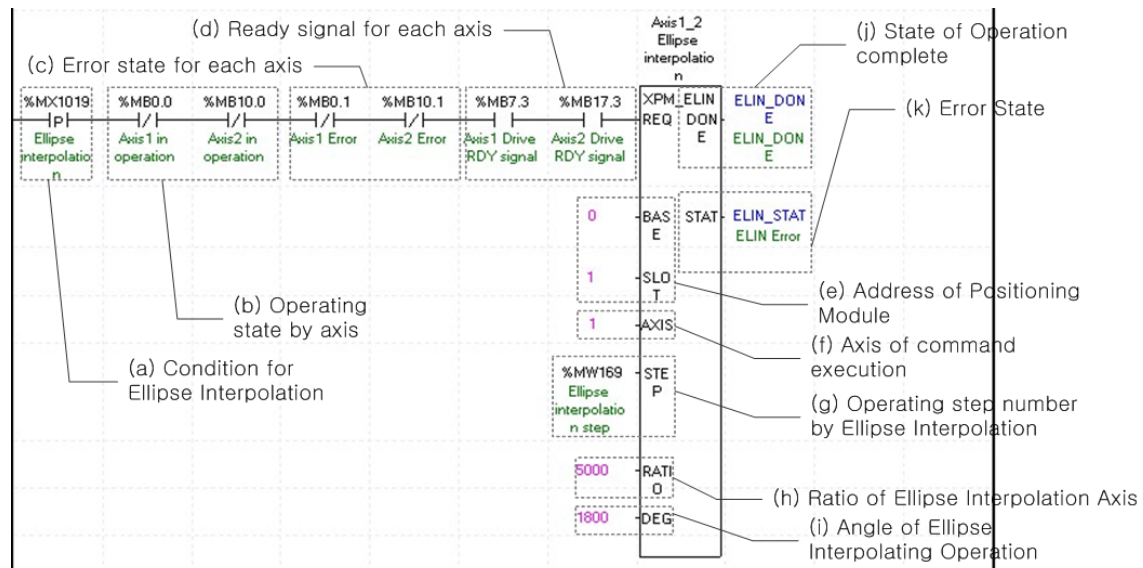 Axis1_2
Ellipse
interpolatio
n
(d) Ready signal for each axis
(j) State of Operation
complete
(c) Error state for each axis
(k) Error State
%MX1019
%MB0.0
%MB10.0
%MB0.1
%MB10.1
%MB7.3
%MB17.3
P
Ellipse
interpolatio
n
Axis1 in
operation
Axis2 in
operation
Axis1 Error
Axis2 Error
Axis1 Drive
RDY signal
Axis2 Drive
RDY signal
XPM_ELIN
REQ
DON
E
ELIN_DON
E
ELIN_DON
E
0
BAS
E
STAT
ELIN_STAT
ELIN Error
1
SLO
T
(b) Operating
state by axis
(e) Address of Positioning
Module
1
AXIS
(f) Axis of command
execution
(a) Condition for
Ellipse Interpolation
%MW169
Ellipse
interpolatio
n step
STE
P
(g) Operating step number
by Ellipse Interpolation
5000
RATI
O
(h) Ratio of Ellipse Interpolation Axis
1800
DEG
(i) Angle of Ellipse
Interpolating Operation